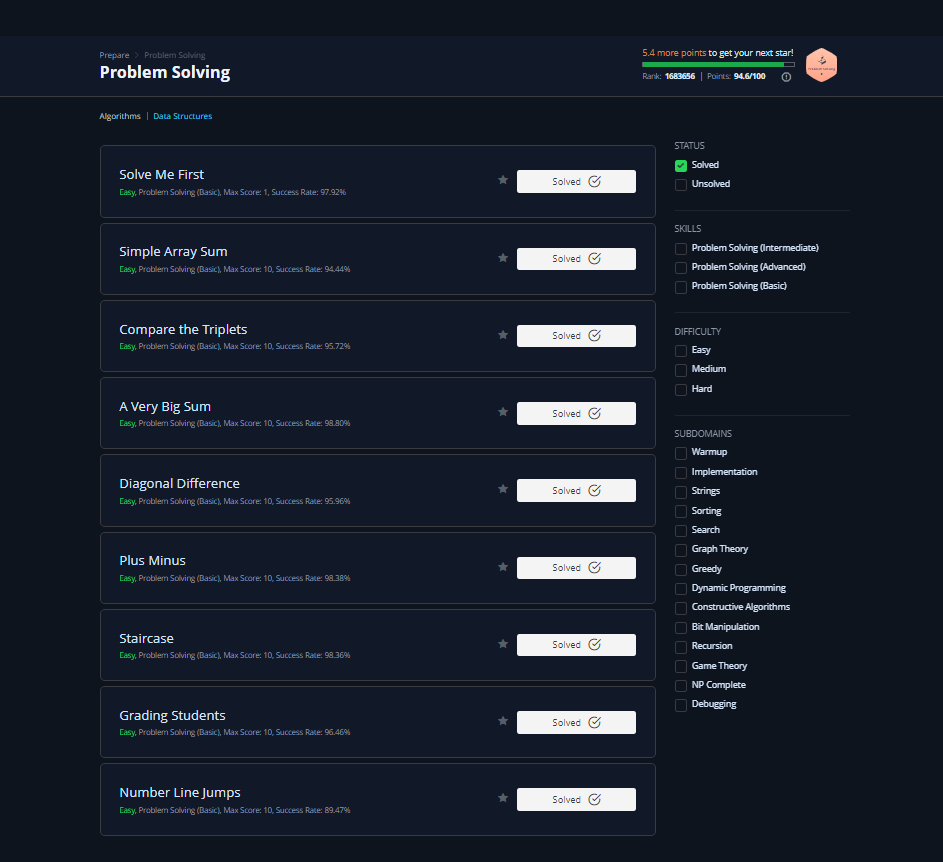 Prepare > Problem Solving
Problem Solving
5.4 more points to get your next star!
Rank: 1683656 | Points: 94.6/100
Algorithms | Data Structures
Solve Me First
Easy, Problem Solving (Basic), Max Score: 1, Success Rate: 97.92%
Solved
Simple Array Sum
Easy, Problem Solving (Basic), Max Score: 10, Success Rate: 94.44%
Solved
Compare the Triplets
Easy, Problem Solving (Basic), Max Score: 10, Success Rate: 95.72%
Solved
A Very Big Sum
Easy, Problem Solving (Basic), Max Score: 10, Success Rate: 98.80%
Solved
Diagonal Difference
Easy, Problem Solving (Basic), Max Score: 10, Success Rate: 95.96%
Solved
Plus Minus
Easy, Problem Solving (Basic), Max Score: 10, Success Rate: 98.38%
Solved
Staircase
Easy, Problem Solving (Basic), Max Score: 10, Success Rate: 98.36%
Solved
Grading Students
Easy, Problem Solving (Basic), Max Score: 10, Success Rate: 96.46%
Solved
Number Line Jumps
Easy, Problem Solving (Basic), Max Score: 10, Success Rate: 89.47%
Solved
STATUS
Solved
Unsolved
SKILLS
Problem Solving (Intermediate)
Problem Solving (Advanced)
Problem Solving (Basic)
DIFFICULTY
Easy
Medium
Hard
SUBDOMAINS
Warmup
Implementation
Strings
Sorting
Search
Graph Theory
Greedy
Dynamic Programming
Constructive Algorithms
Bit Manipulation
Recursion
Game Theory
NP Complete
Debugging